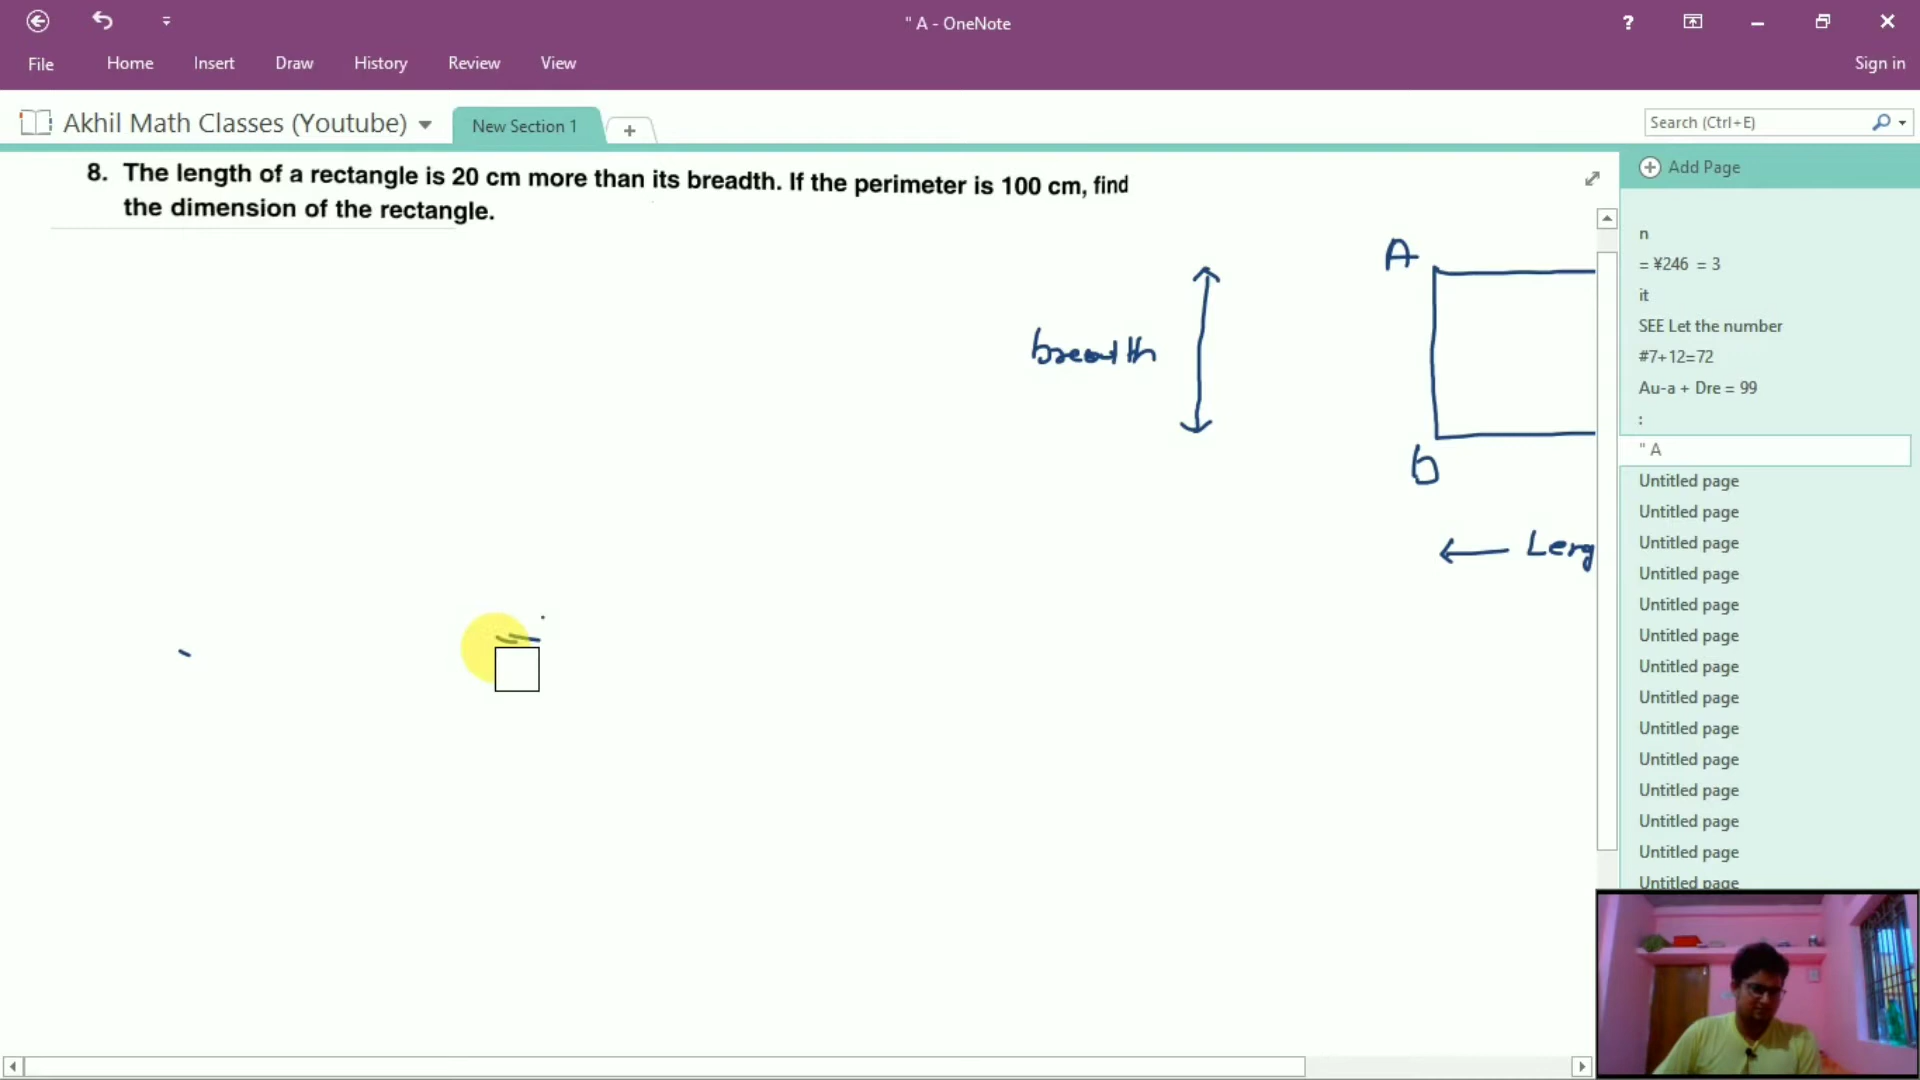 " A - OneNote
?
File Home Insert Draw History Review View Sign in
Akhil Math Classes (Youtube) New Section 1 +
Search (Ctrl+E)
8. The length of a rectangle is 20 cm more than its breadth. If the perimeter is 100 cm, find
the dimension of the rectangle.
A
breadth
b
Leng
Add Page
n
= ¥246 = 3
it
SEE Let the number
#7+12=72
Au-a + Dre = 99
:
" A
Untitled page
Untitled page
Untitled page
Untitled page
Untitled page
Untitled page
Untitled page
Untitled page
Untitled page
Untitled page
Untitled page
Untitled page
Untitled page
Untitled page